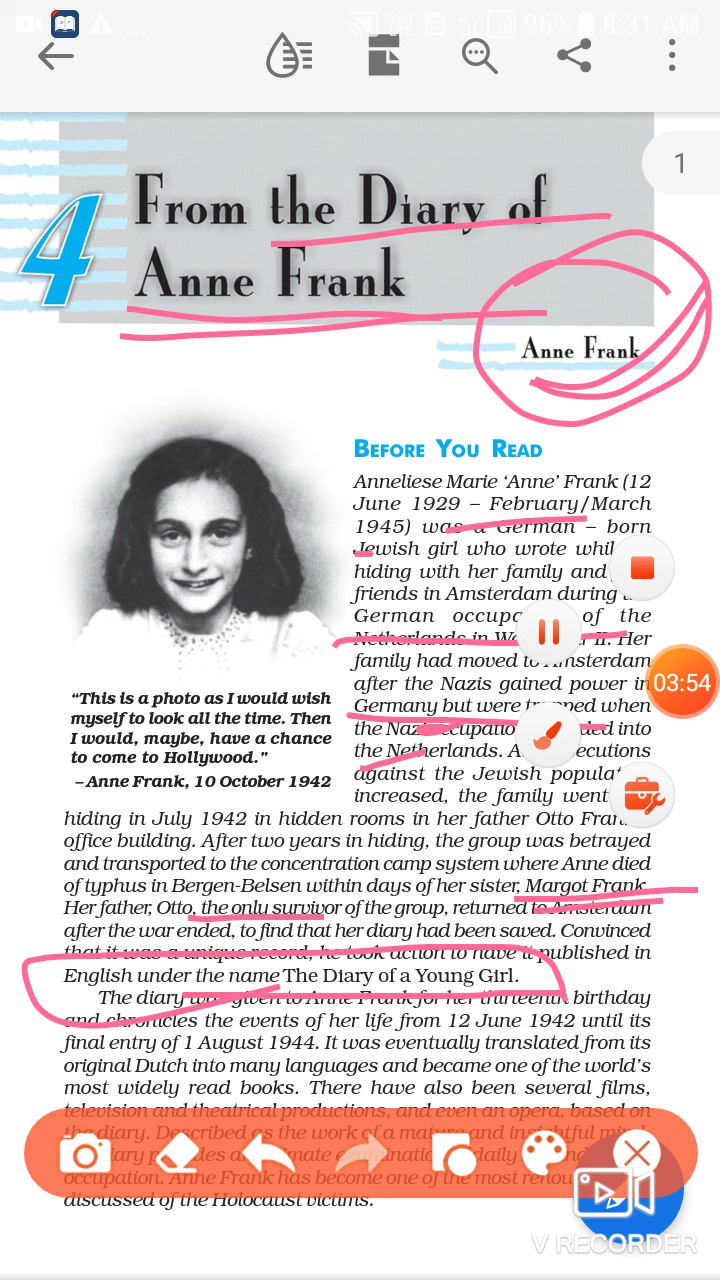 96% 8:31 AM
1
4
From the Diary of
Anne Frank
Anne Frank
BEFORE YOU READ
Anneliese Marie ‘Anne’ Frank (12
June 1929 – February/March
1945) was a German – born
Jewish girl who wrote while
hiding with her family and
friends in Amsterdam during
German of the
Netherlands in II. Her
family had moved to Amsterdam
after the Nazis gained power in
Germany but were trapped when
the Nazi into
the Netherlands.
against the Jewish
increased, the family went
03:54
“This is a photo as I would wish
myself to look all the time. Then
I would, maybe, have a chance
to come to Hollywood.”
– Anne Frank, 10 October 1942
hiding in July 1942 in hidden rooms in her father Otto
office building. After two years in hiding, the group was betrayed
and transported to the concentration camp system where Anne died
of typhus in Bergen-Belsen within days of her sister, Margot Frank.
Her father, Otto, the only survivor of the group, returned to Amsterdam
after the war ended, to find that her diary had been saved. Convinced
that it was a unique record, he took action to have it published in
English under the name The Diary of a Young Girl.
The diary was given to Anne Frank for her thirteenth birthday
and chronicles the events of her life from 12 June 1942 until its
final entry of 1 August 1944. It was eventually translated from its
original Dutch into many languages and became one of the world’s
most widely read books. There have also been several films,
television and theatrical productions, and even an opera, based on
the diary. Described as the work of a mature and insightful
daily
occupation. Anne Frank has become one of the most
discussed of the Holocaust victims.
V RECORDER